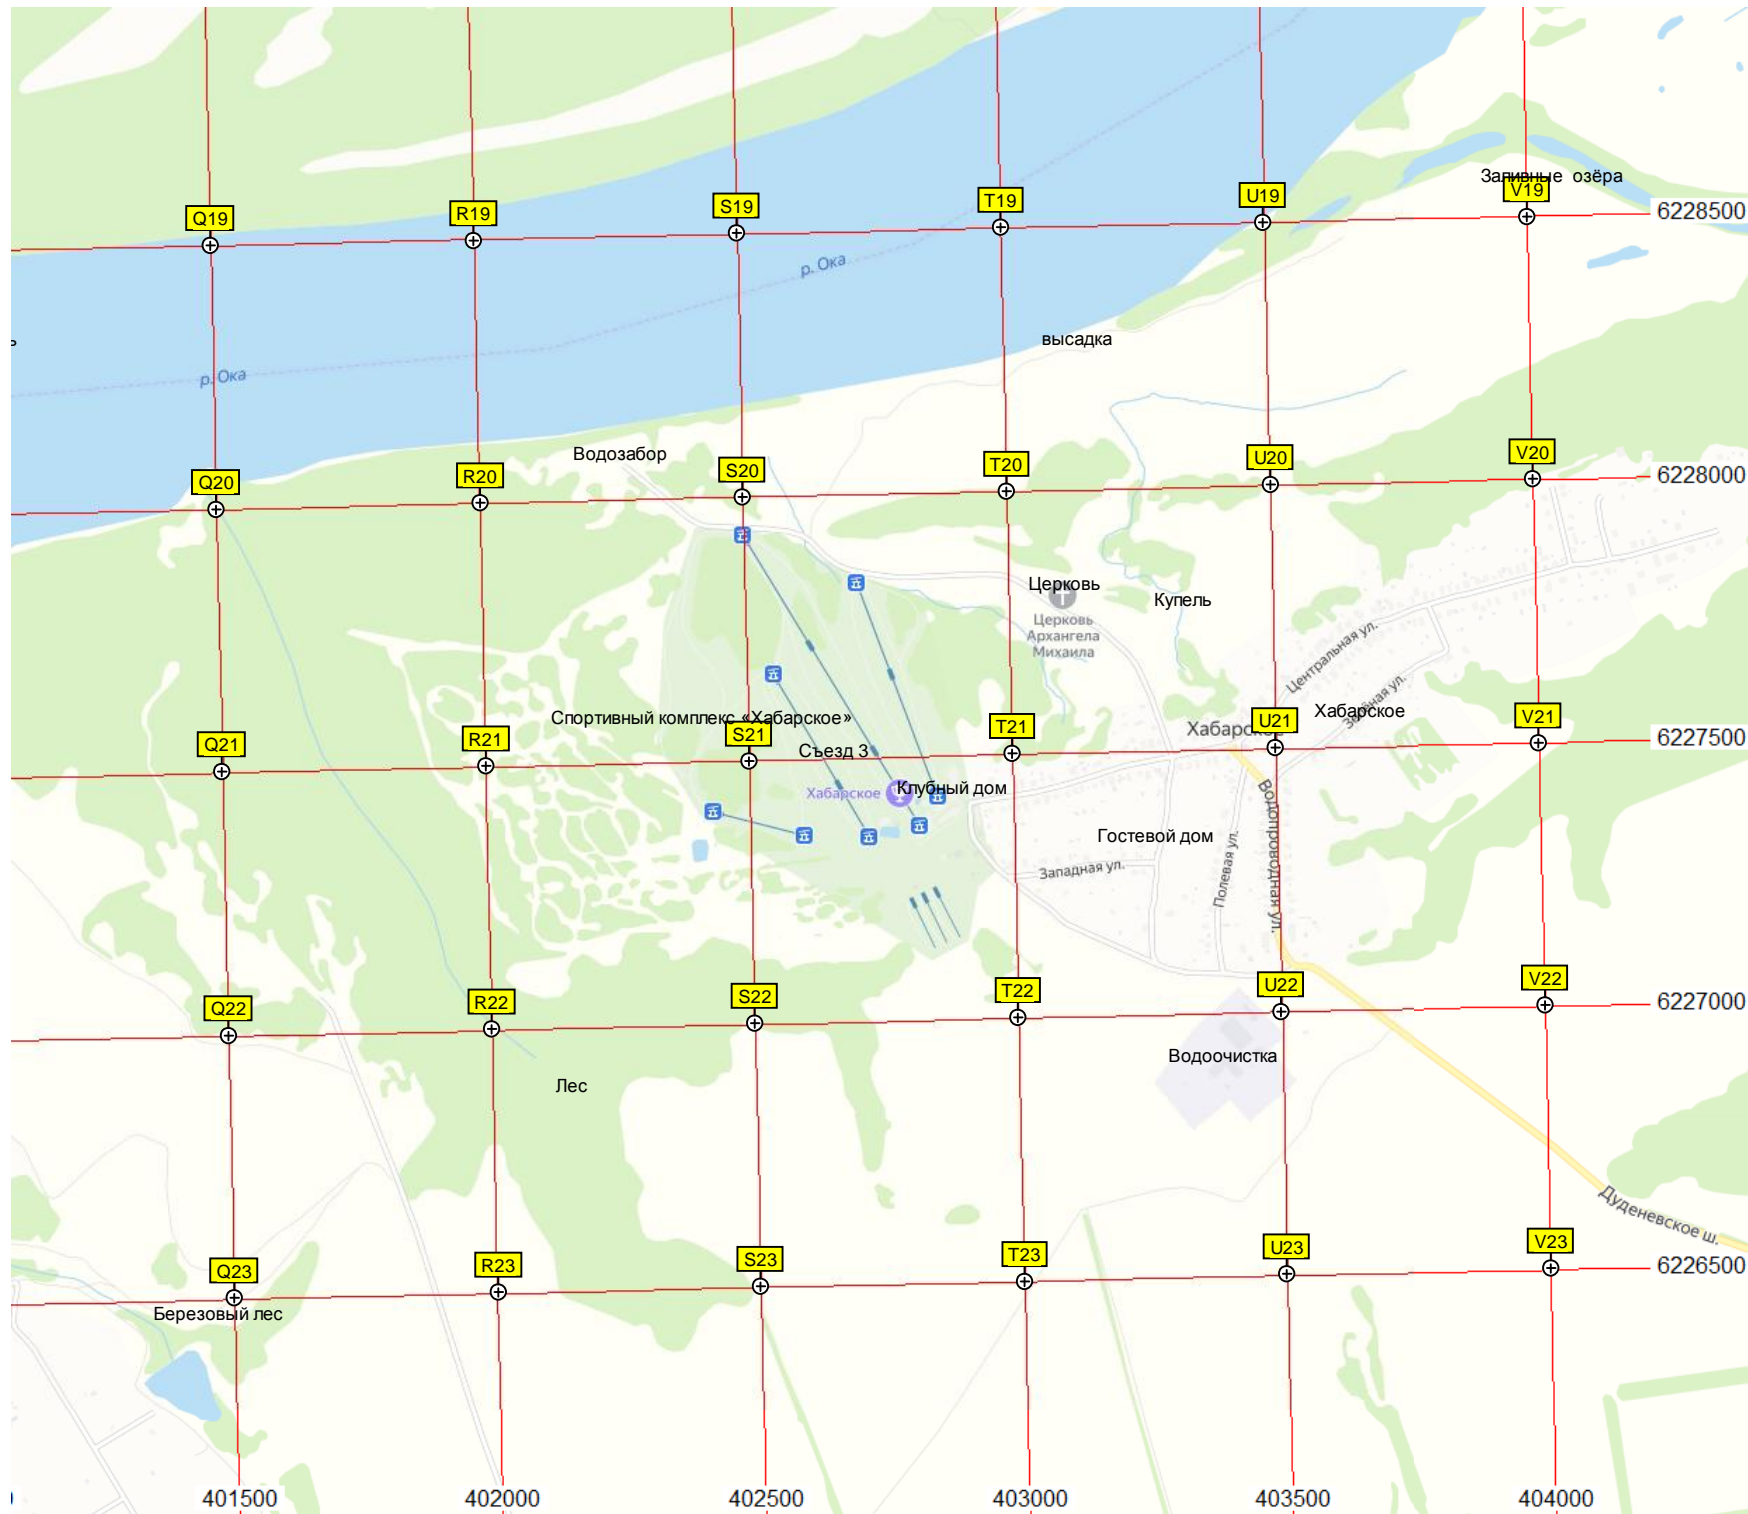 Заливные озёра
Q19
R19
S19
T19
U19
V19
6228500
р. Ока
высадка
р. Ока
Водозабор
Q20
R20
S20
T20
U20
V20
6228000
Церковь
Купель
Церковь
Архангела
Михаила
Центральная ул.
Зелёная ул.
Спортивный комплекс «Хабарское»
Хабарское
Хабарское
Q21
R21
S21
T21
U21
V21
6227500
Съезд 3
Хабарское
Клубный дом
Водопроводная ул.
Гостевой дом
Полевая ул.
Западная ул.
Q22
R22
S22
T22
U22
V22
6227000
Водоочистка
Лес
Дуденевское ш.
Q23
R23
S23
T23
U23
V23
6226500
Березовый лес
401500
402000
402500
403000
403500
404000